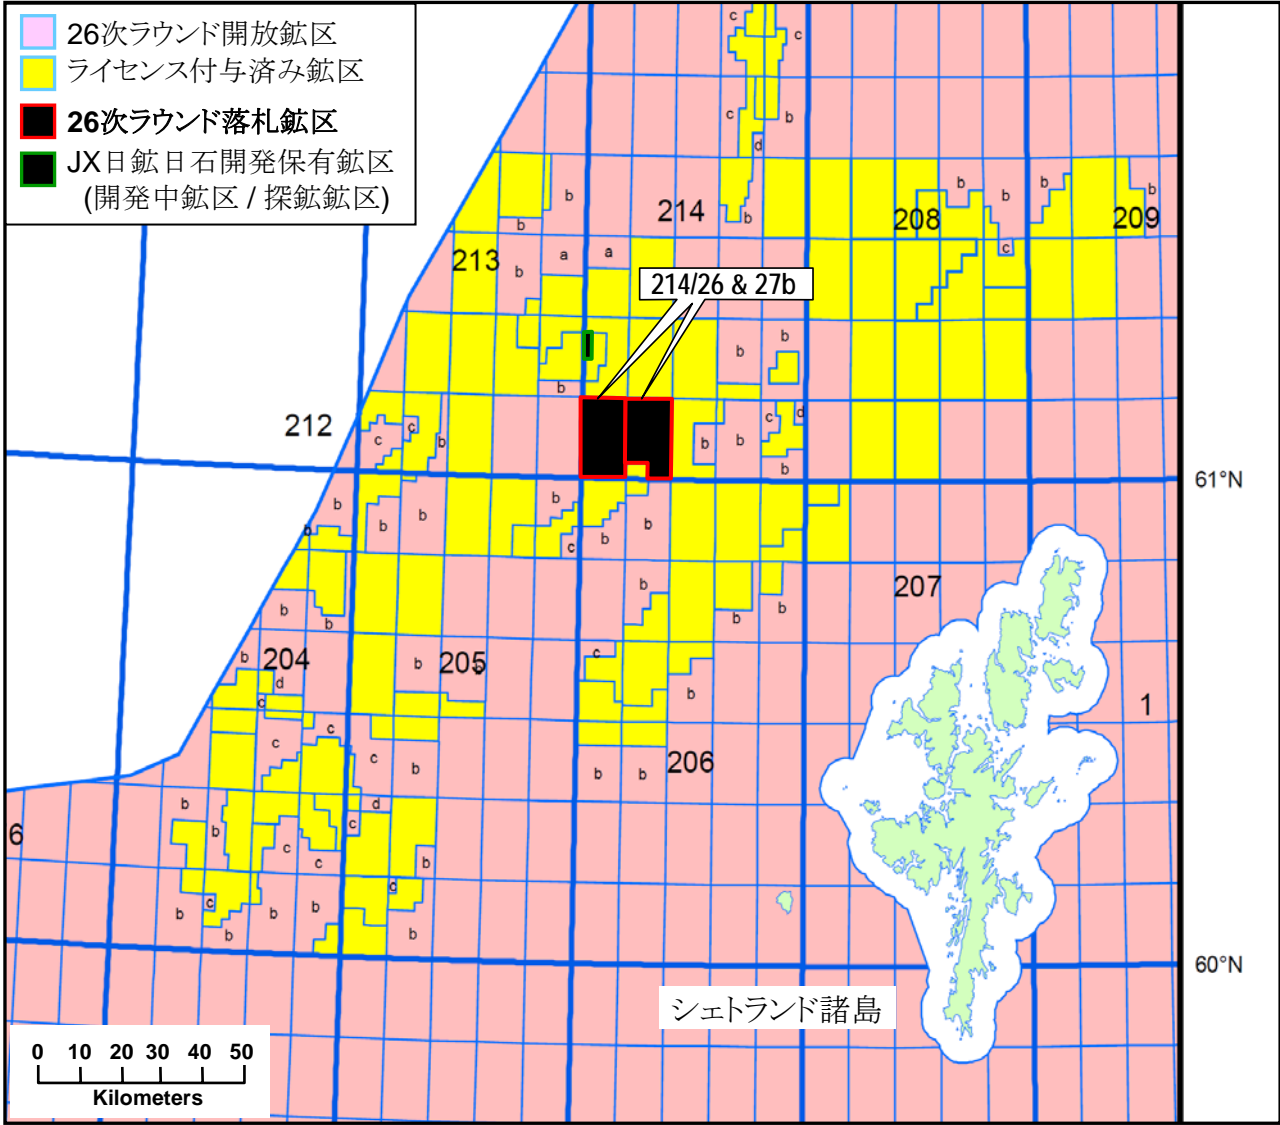 26次ラウンド開放鉱区
ライセンス付与済み鉱区
26次ラウンド落札鉱区
JX日鉱日石開発保有鉱区
(開発中鉱区 / 探鉱鉱区)
c
c
c
b
d
b
b
b
b
b
b
214
208
209
c
213
b
a
a
214/26 & 27b
b
b
b
212
c
c
b
c
d
b
b
b
61°N
b
b
b
b
b
c
b
b
207
b
b
b
b
b
b
204
d
c
b
205
c
b
1
c
c
c
b
206
b
b
b
d
c
b
6
c
c
b
d
c
b
b
b
b
b
60°N
シェトランド諸島
0 10 20 30 40 50
Kilometers